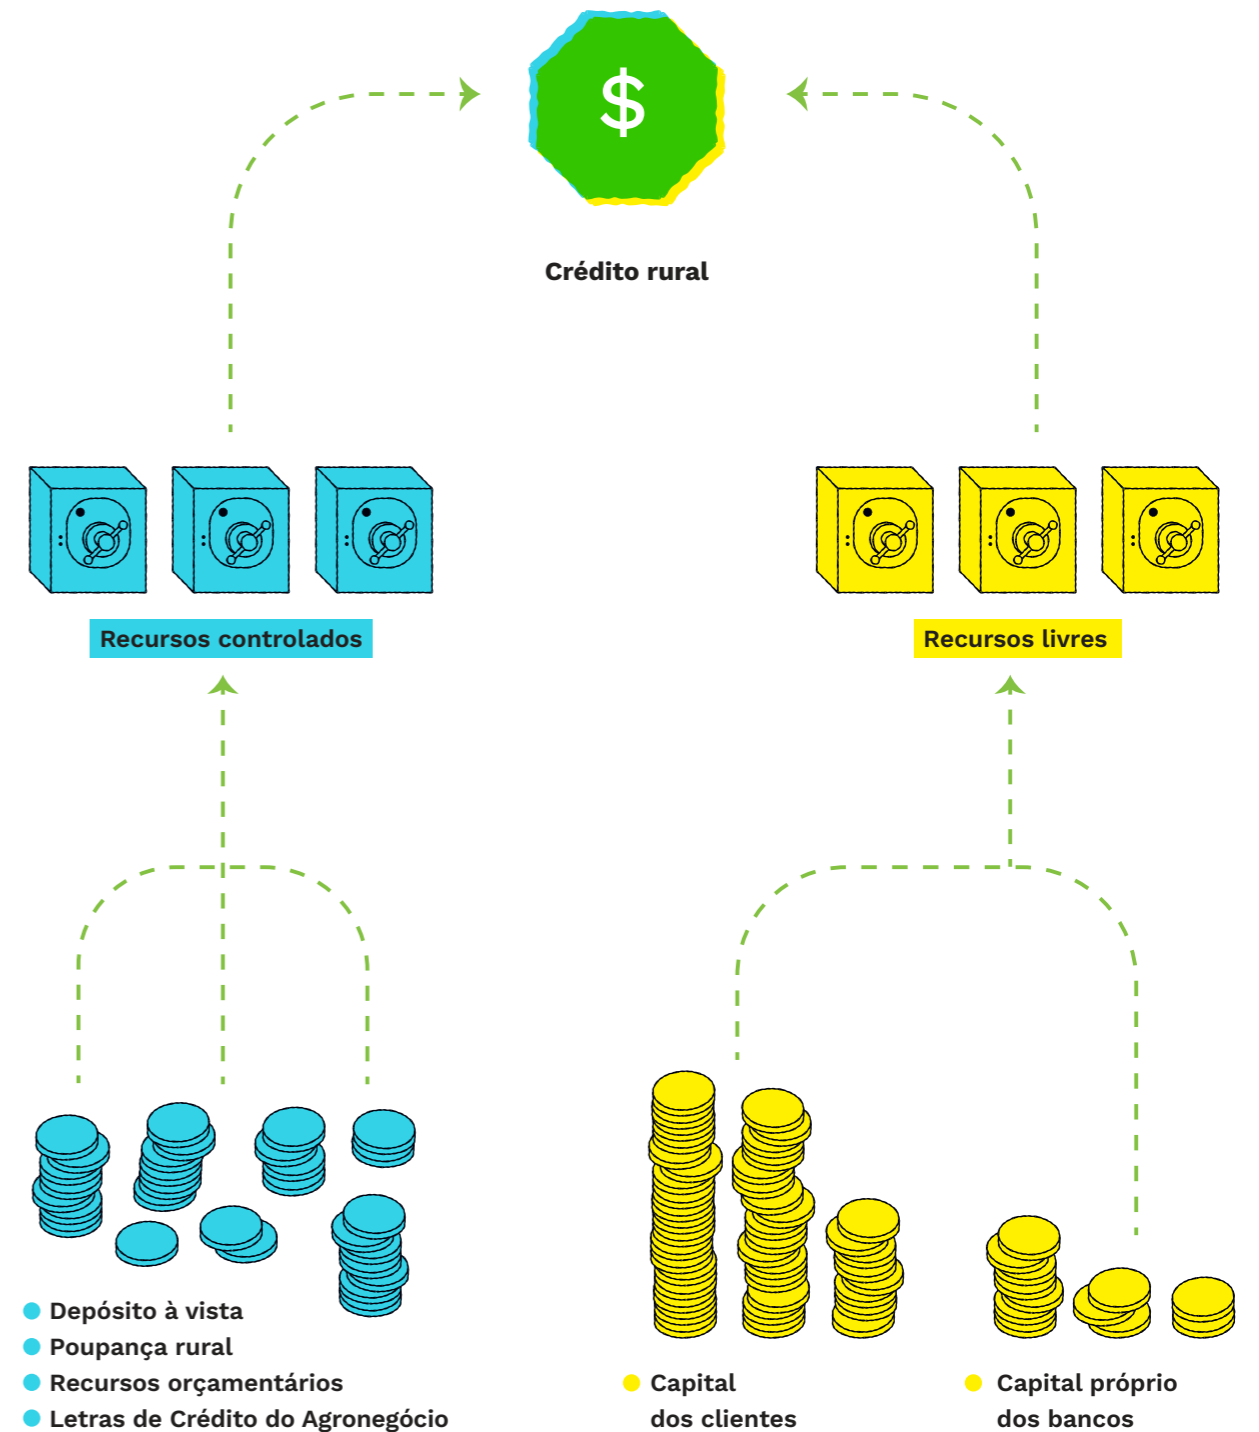 $
Crédito rural
Recursos controlados
Recursos livres
Depósito à vista
Poupança rural
Recursos orçamentários
Letras de Crédito do Agronegócio
Capital
dos clientes
Capital próprio
dos bancos